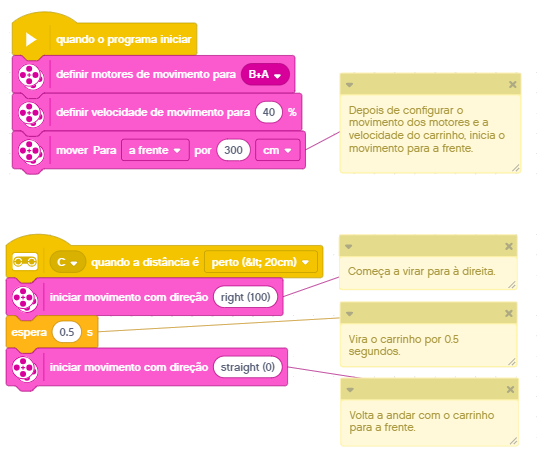 quando o programa iniciar
definir motores de movimento para B+A
definir velocidade de movimento para 40 %
mover Para a frente por 300 cm
Depois de configurar o
movimento dos motores e a
velocidade do carrinho, inicia o
movimento para a frente.
C quando a distância é perto (&lt; 20cm)
iniciar movimento com direção right (100)
espera 0.5 s
iniciar movimento com direção straight (0)
Começa a virar para à direita.
Vira o carrinho por 0.5
segundos.
Volta a andar com o carrinho
para a frente.